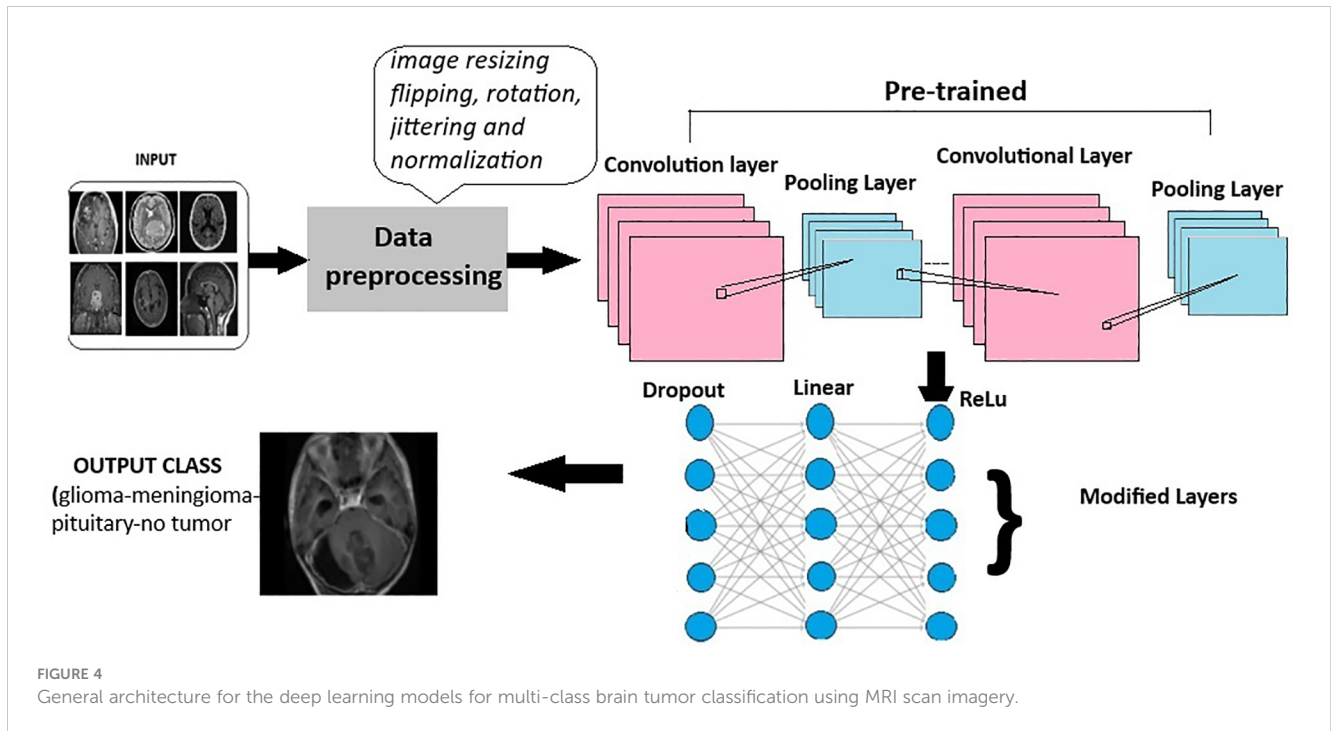 image resizing
flipping, rotation,
jittering and
normalization
Pre-trained
INPUT
Convolution layer
Convolutional Layer
Pooling Layer
Pooling Layer
Data
preprocessing
Dropout
Linear
ReLu
OUTPUT CLASS
(glioma-meningioma-
pituitary-no tumor
Modified Layers
FIGURE 4
General architecture for the deep learning models for multi-class brain tumor classification using MRI scan imagery.